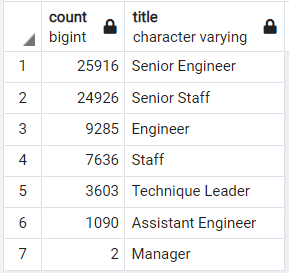 count title
bigint character varying
1 25916 Senior Engineer
2 24926 Senior Staff
3 9285 Engineer
4 7636 Staff
5 3603 Technique Leader
6 1090 Assistant Engineer
7 2 Manager